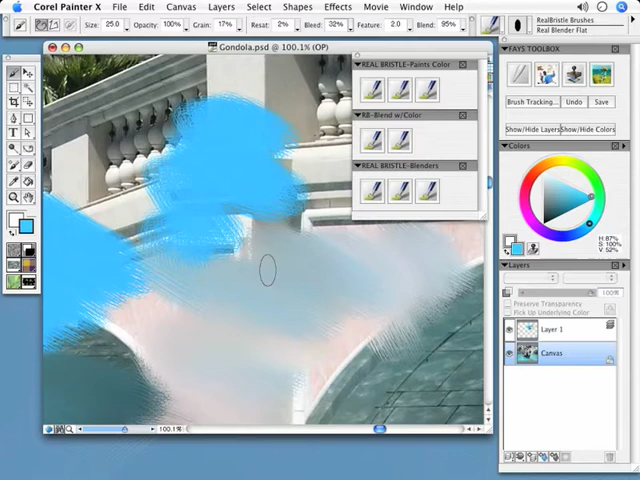 Corel Painter X File Edit Canvas Layers Select Shapes Effects Movie Window Help
Size: 25.0 Opacity: 100% Grain: 17% Resat: 2% Bleed: 32% Feature: 2.0 Blend: 95% RealBristle Brushes
Real Blender Flat
Gondola.psd @ 100.1% (OP)
REAL BRISTLE-Paints Color
RB-Blend w/Color
REAL BRISTLE-Blenders
FAYS TOOLBOX
Brush Tracking... Undo Save
Show/Hide Layers Show/Hide Colors
Colors
H: 87%
S: 100%
V: 52%
Layers
100%
Preserve Transparency
Pick Up Underlying Color
Layer 1
Canvas
100.1%